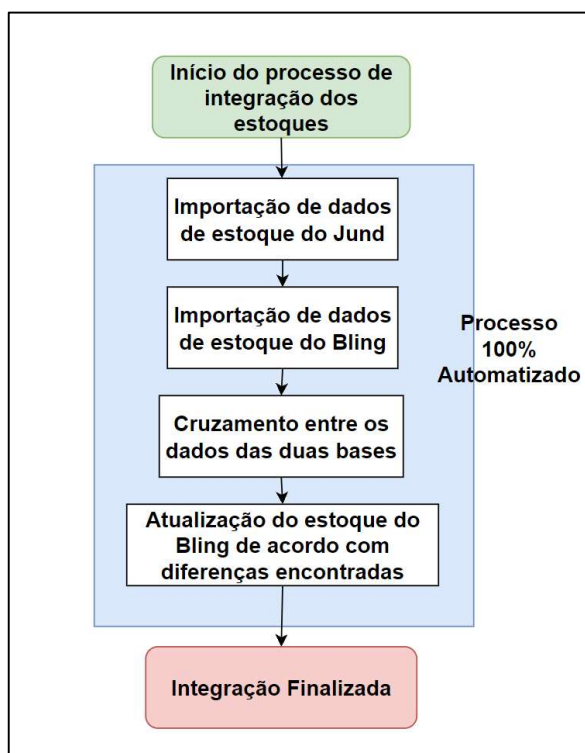 Início do processo de
integração dos
estoques
Importação de dados
de estoque do Jund
Importação de dados
de estoque do Bling
Processo
100%
Automatizado
Cruzamento entre os
dados das duas bases
Atualização do estoque do
Bling de acordo com
diferenças encontradas
Integração Finalizada